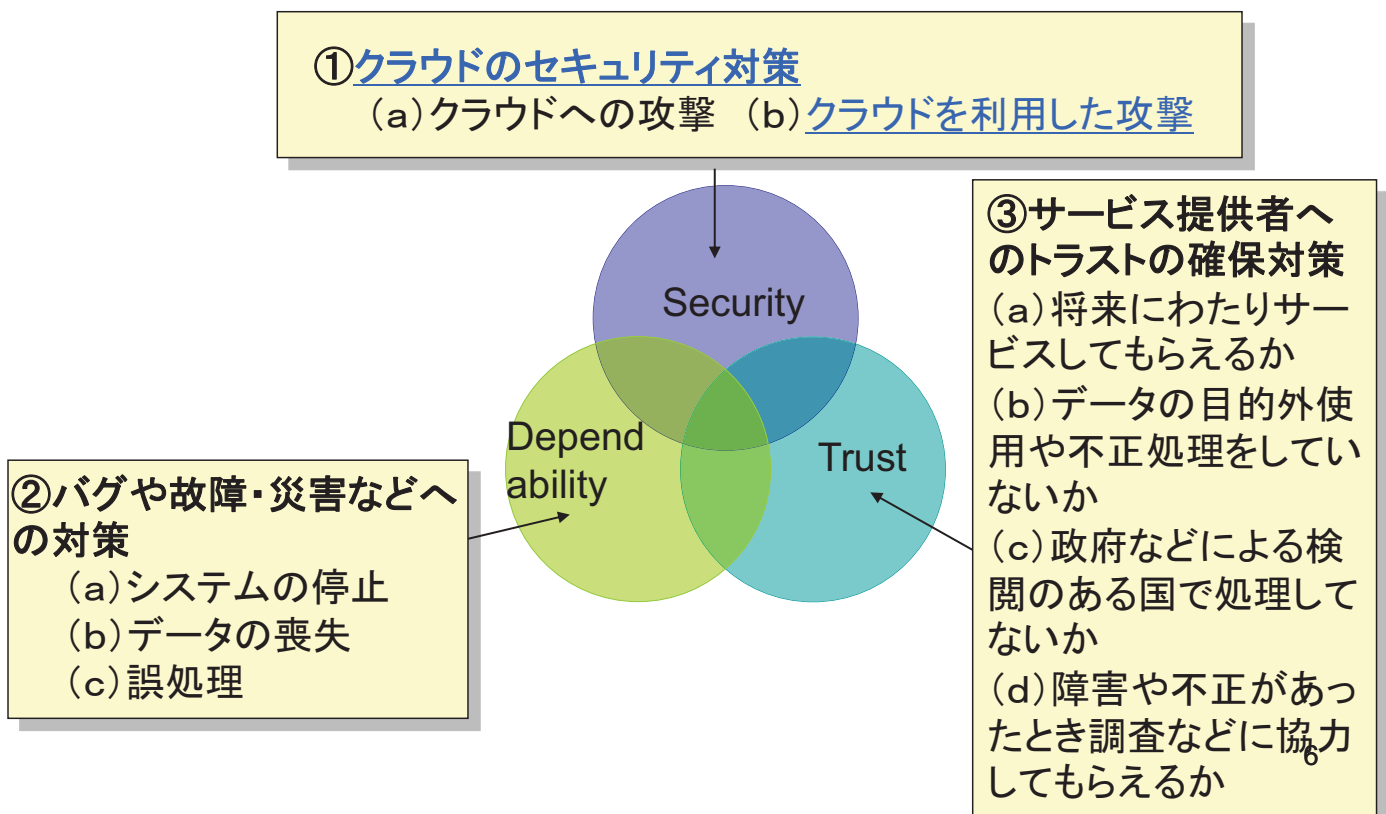 ①クラウドのセキュリティ対策
(a)クラウドへの攻撃 (b)クラウドを利用した攻撃
Security
Depend
ability
Trust
②バグや故障・災害などへ
の対策
(a)システムの停止
(b)データの喪失
(c)誤処理
③サービス提供者へ
のトラストの確保対策
(a)将来にわたりサー
ビスしてもらえるか
(b)データの目的外使
用や不正処理をしてい
ないか
(c)政府などによる検
閲のある国で処理して
ないか
(d)障害や不正があっ
たとき調査などに協力
してもらえるか
6